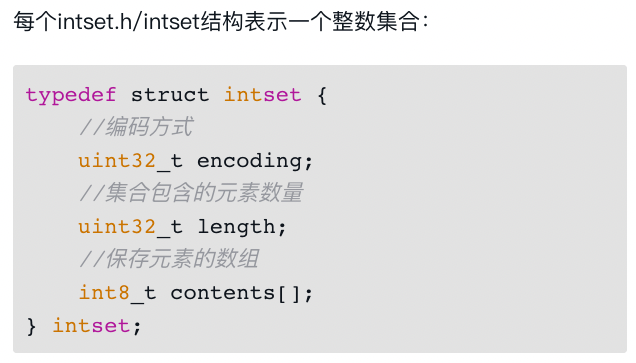 每个intset.h/intset结构表示一个整数集合：
typedef struct intset {
    //编码方式
    uint32_t encoding;
    //集合包含的元素数量
    uint32_t length;
    //保存元素的数组
    int8_t contents[];
} intset;